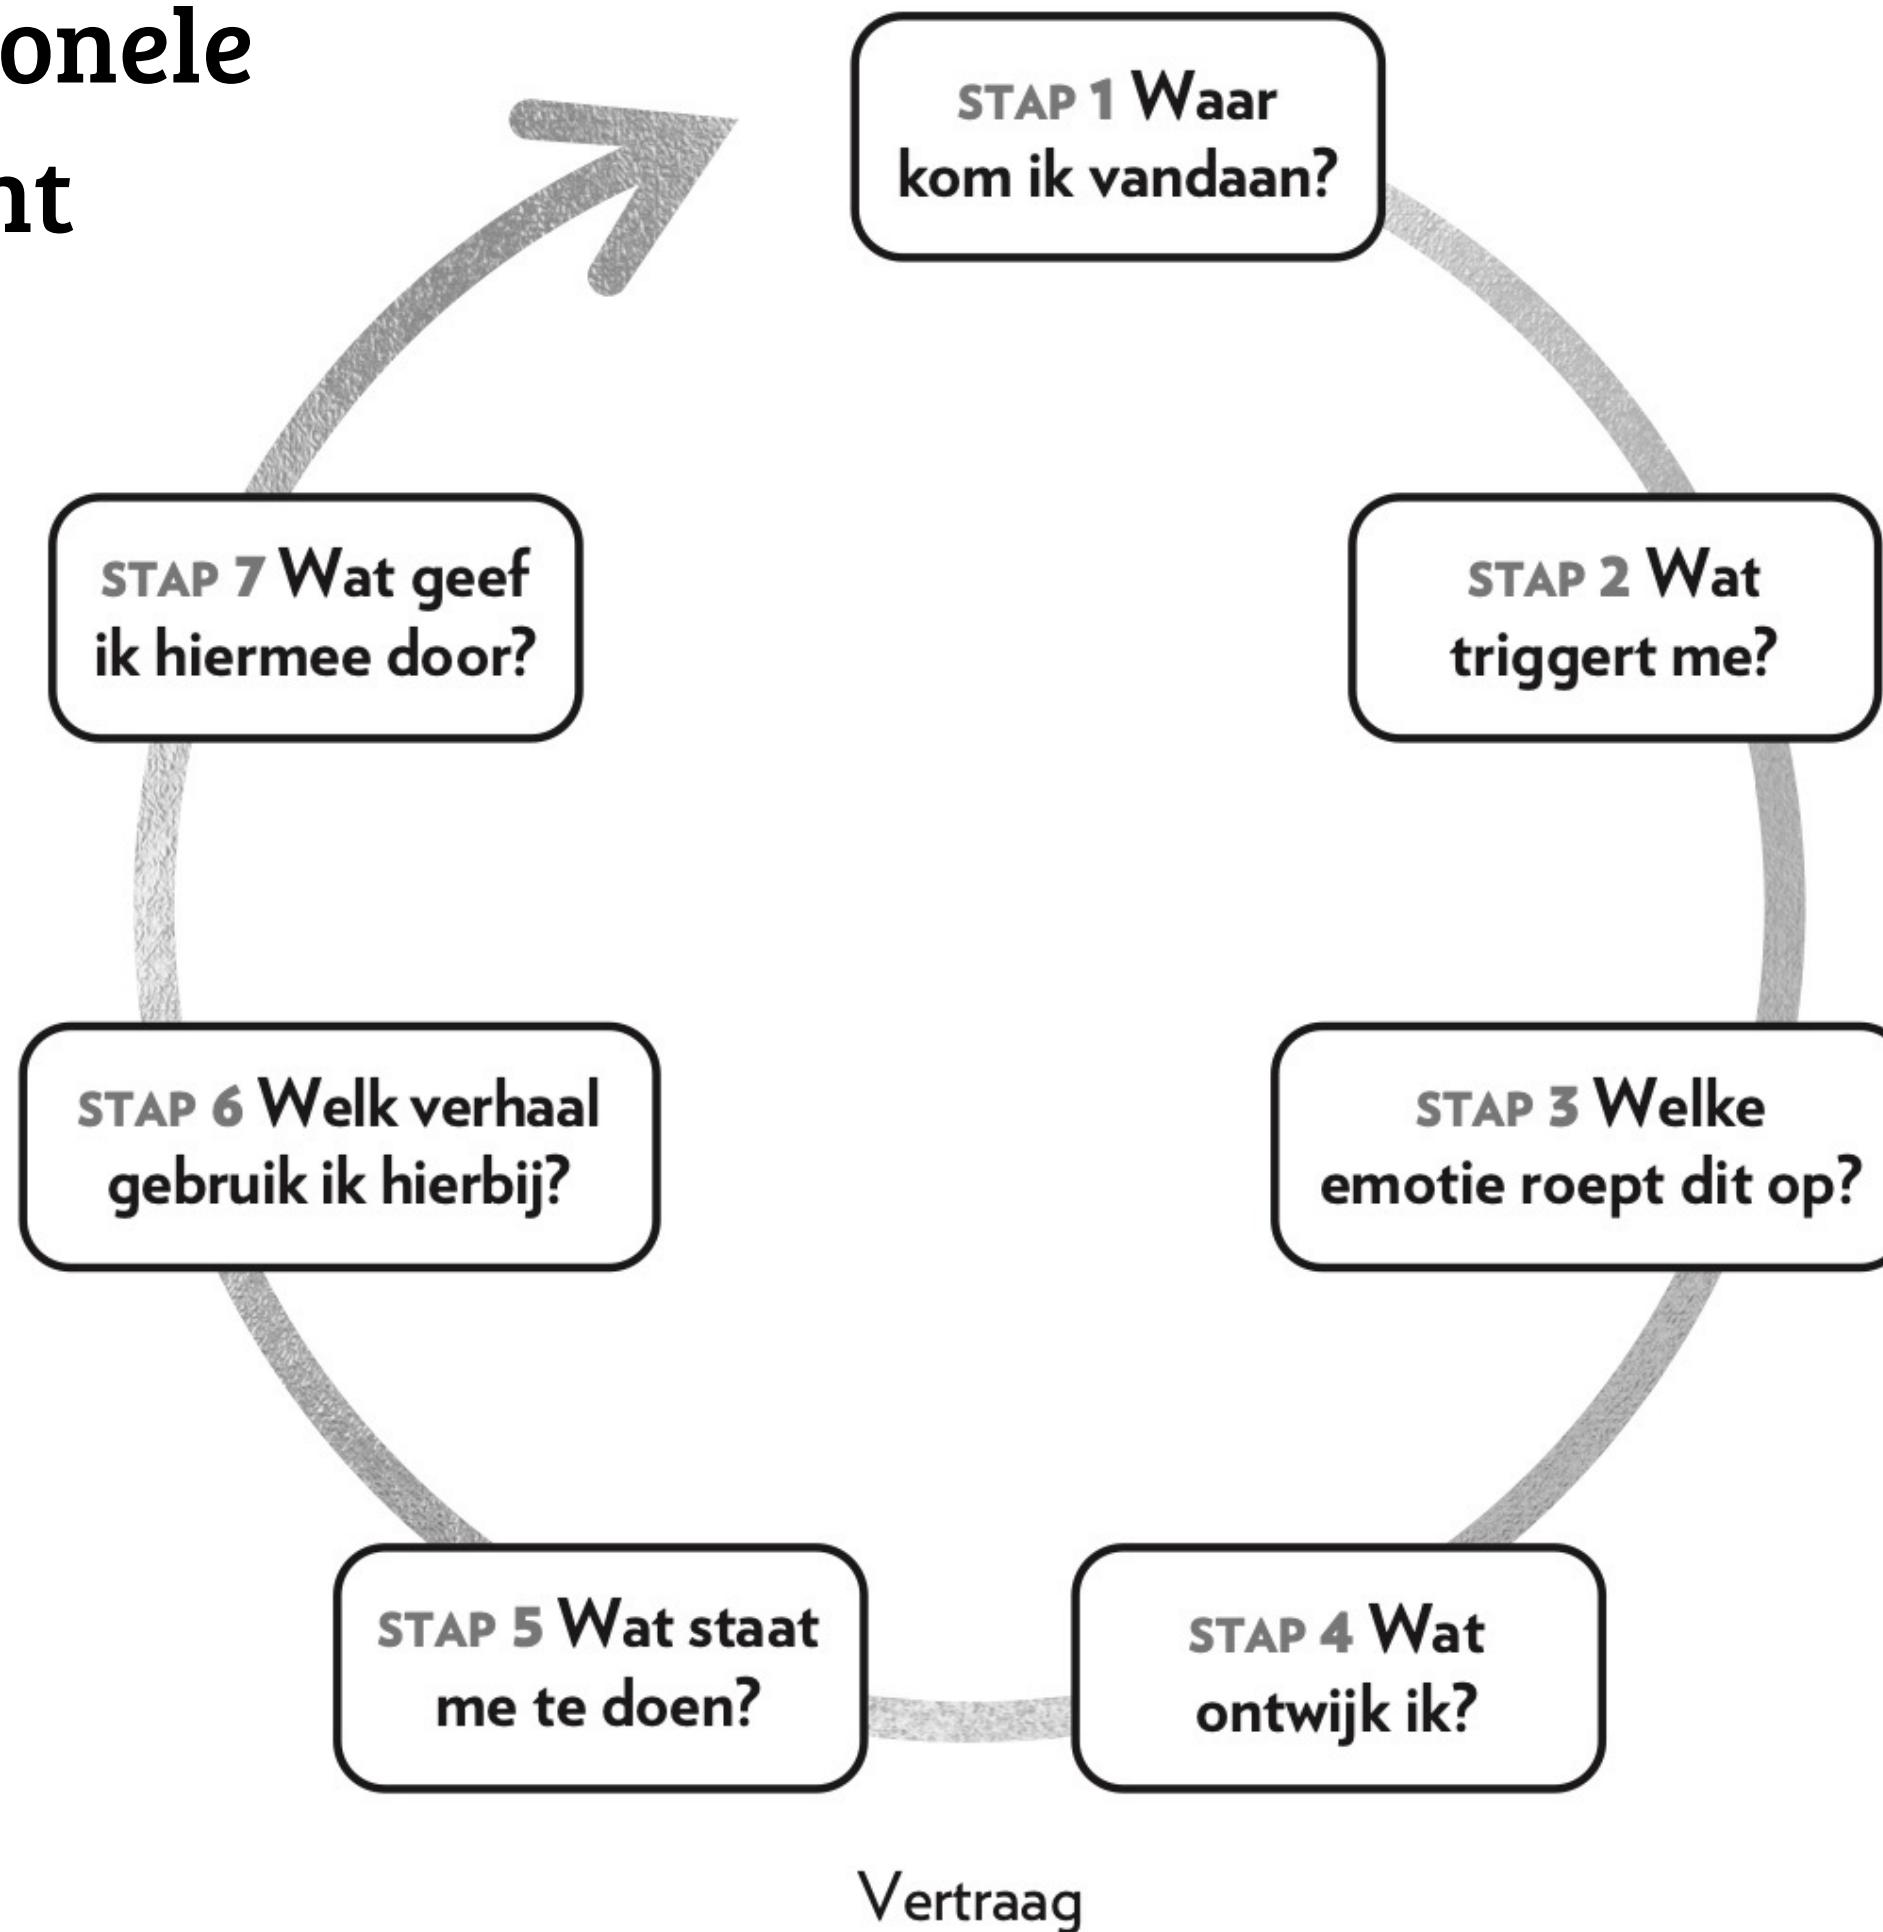 onele
nt
STAP 1 Waar
kom ik vandaan?
STAP 2 Wat
triggert me?
STAP 3 Welke
emotie roept dit op?
STAP 4 Wat
ontwijk ik?
STAP 5 Wat staat
me te doen?
STAP 6 Welk verhaal
gebruik ik hierbij?
STAP 7 Wat geef
ik hiermee door?
Vertraag